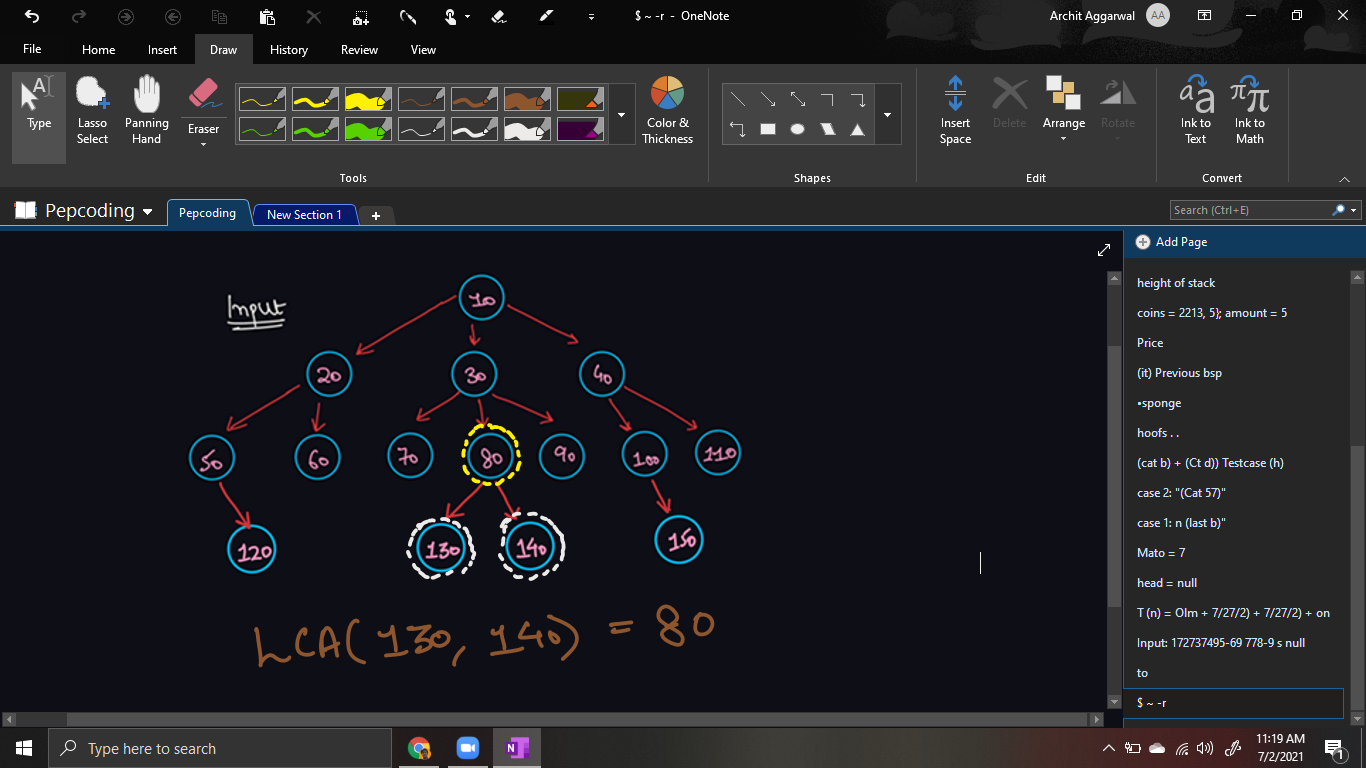 $ ~ -r - OneNote
Archit Aggarwal
AA
File
Home
Insert
Draw
History
Review
View
Type
Lasso
Select
Panning
Hand
Eraser
Color &
Thickness
Insert
Space
Delete
Arrange
Rotate
Ink to
Text
Ink to
Math
Tools
Shapes
Edit
Convert
Pepcoding
Pepcoding
New Section 1
+
Search (Ctrl+E)
Add Page
height of stack
coins = 2213, 5}; amount = 5
Price
(it) Previous bsp
•sponge
hoofs . .
(cat b) + (Ct d)) Testcase (h)
case 2: "(Cat 57)"
case 1: n (last b)"
Mato = 7
head = null
T (n) = Olm + 7/27/2) + 7/27/2) + on
Input: 172737495-69 778-9 s null
to
$ ~ -r
Input
10
20 30 40
50 60 70 80 90 100 110
120 130 140 150
LCA(130, 140) = 80
Type here to search
11:19 AM
7/2/2021
1